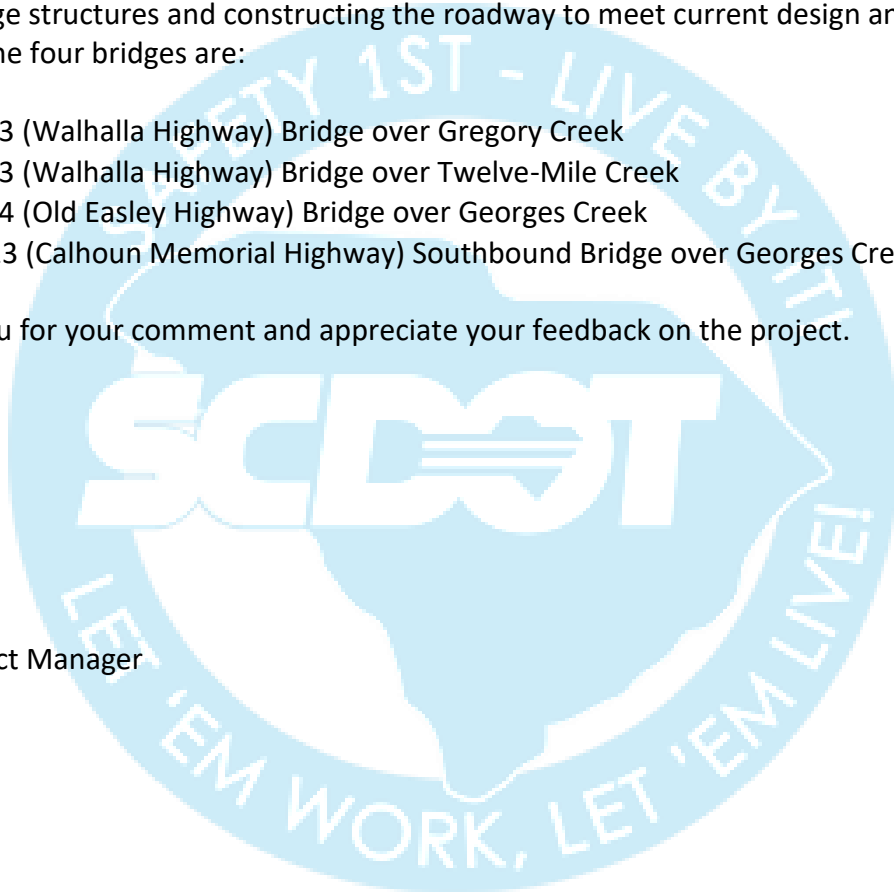 ge structures and constructing the roadway to meet current design an
ne four bridges are:
3 (Walhalla Highway) Bridge over Gregory Creek
3 (Walhalla Highway) Bridge over Twelve-Mile Creek
4 (Old Easley Highway) Bridge over Georges Creek
23 (Calhoun Memorial Highway) Southbound Bridge over Georges Cre
u for your comment and appreciate your feedback on the project.
SAFETY 1ST - LIVE BY IT!
SCDOT
ct Manager
LET 'EM WORK, LET 'EM LIVE!